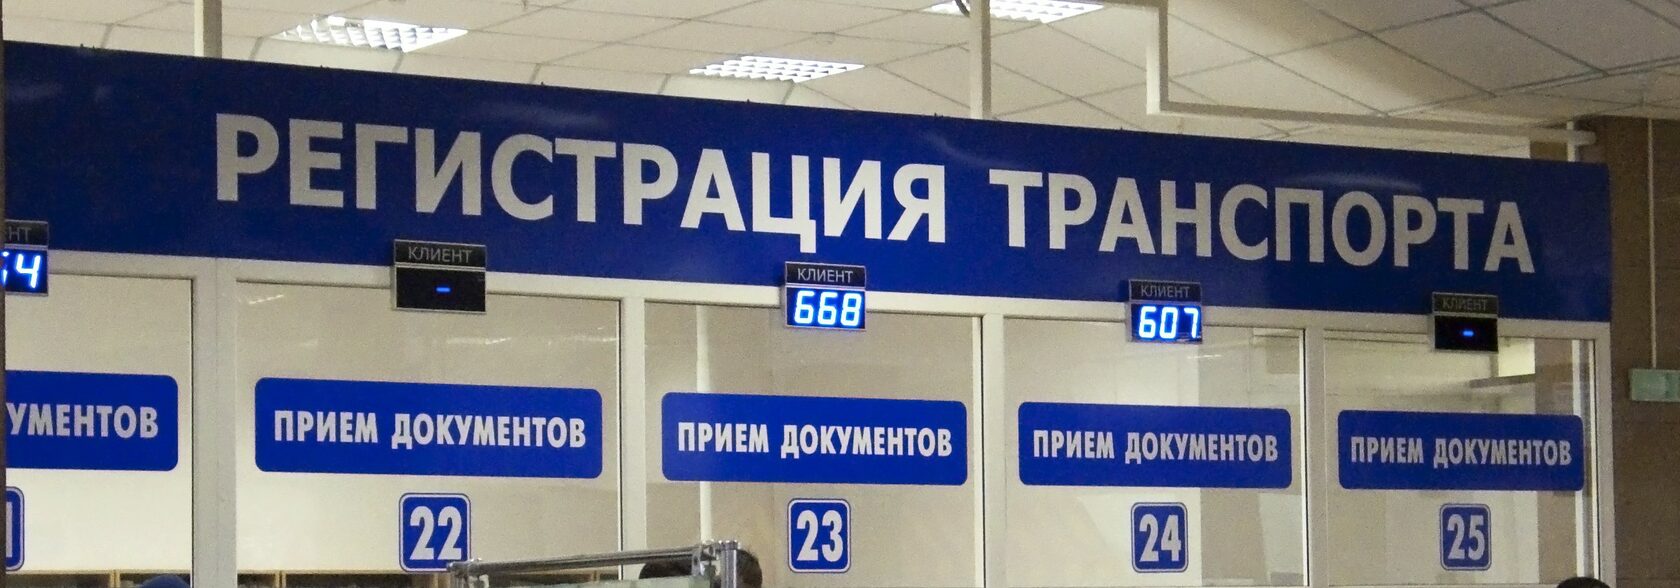 РЕГИСТРАЦИЯ ТРАНСПОРТА
КЛИЕНТ
-
КЛИЕНТ
668
КЛИЕНТ
607
КЛИЕНТ
-
ПРИЕМ ДОКУМЕНТОВ
ПРИЕМ ДОКУМЕНТОВ
ПРИЕМ ДОКУМЕНТОВ
ПРИЕМ ДОКУМЕНТОВ
22
23
24
25